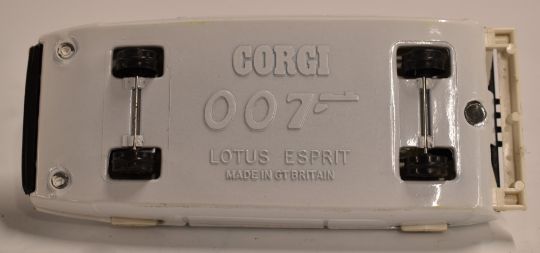 CORGI
007
LOTUS ESPRIT
MADE IN GT BRITAIN